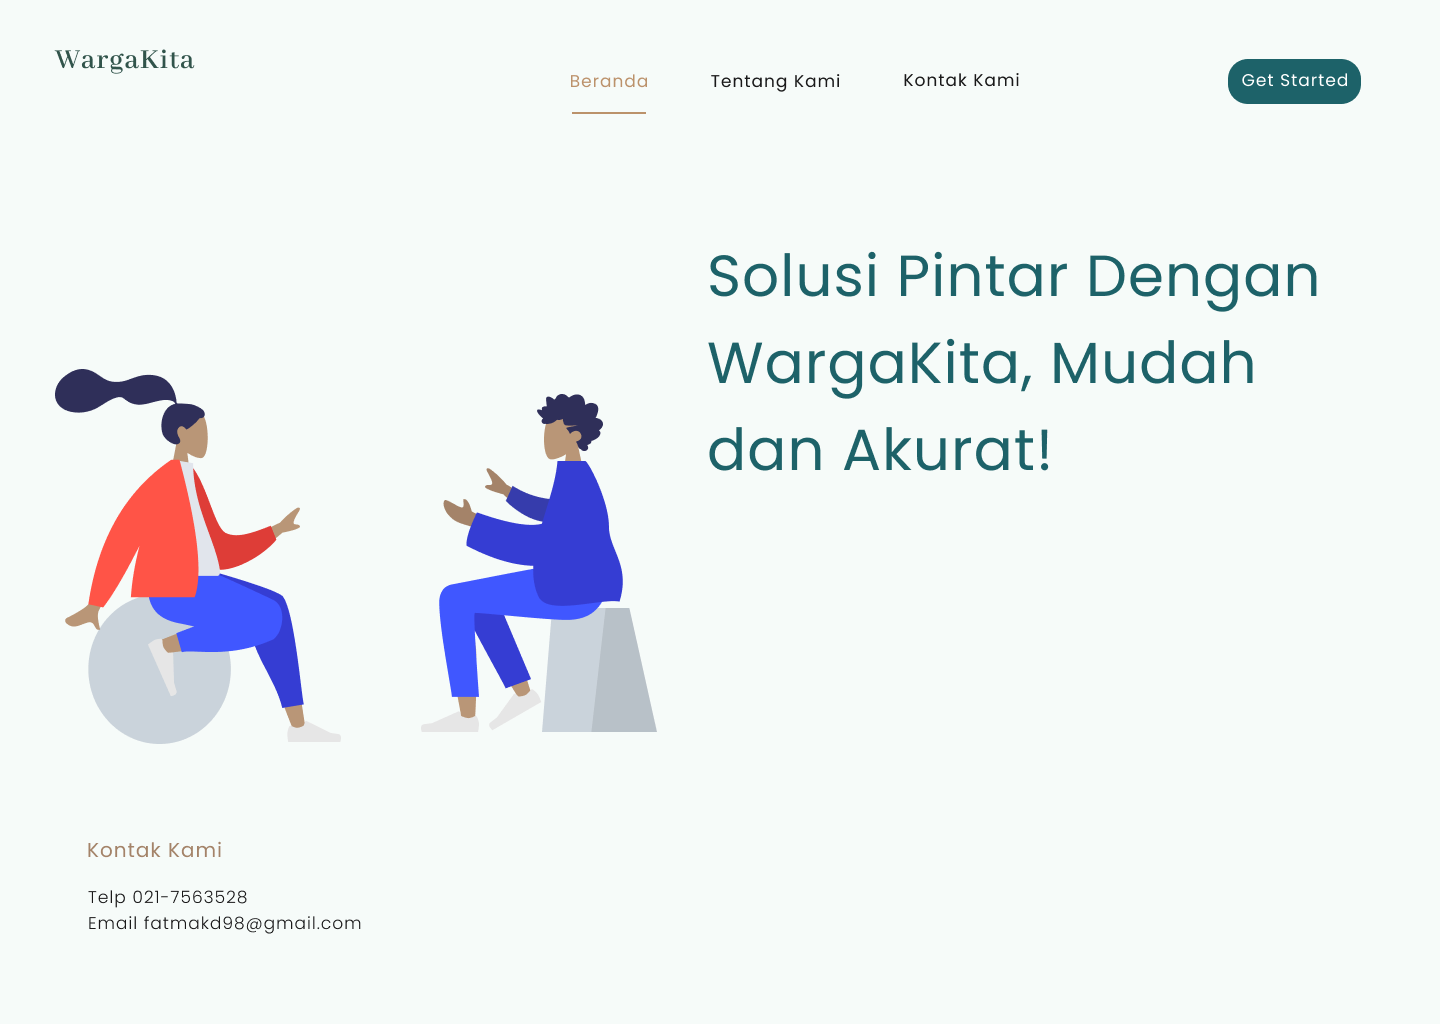 WargaKita
Beranda
Tentang Kami
Kontak Kami
Get Started
Solusi Pintar Dengan
WargaKita, Mudah
dan Akurat!
Kontak Kami
Telp 021-7563528
Email fatmakd98@gmail.com